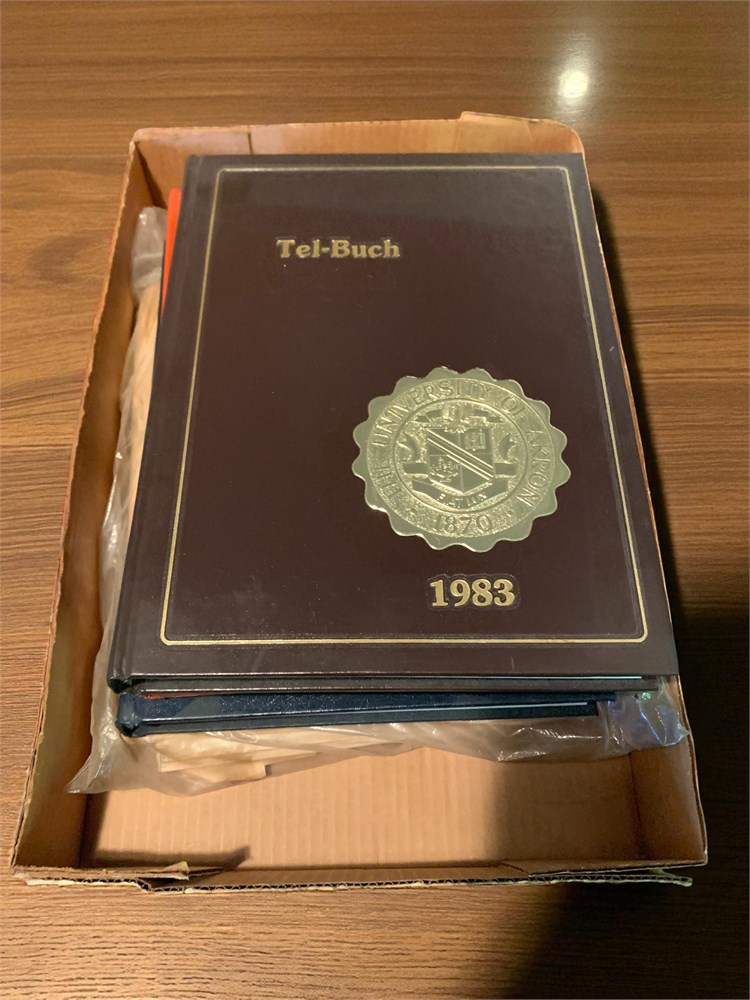 Tel-Buch
THE UNIVERSITY OF AKRON
1870
1983